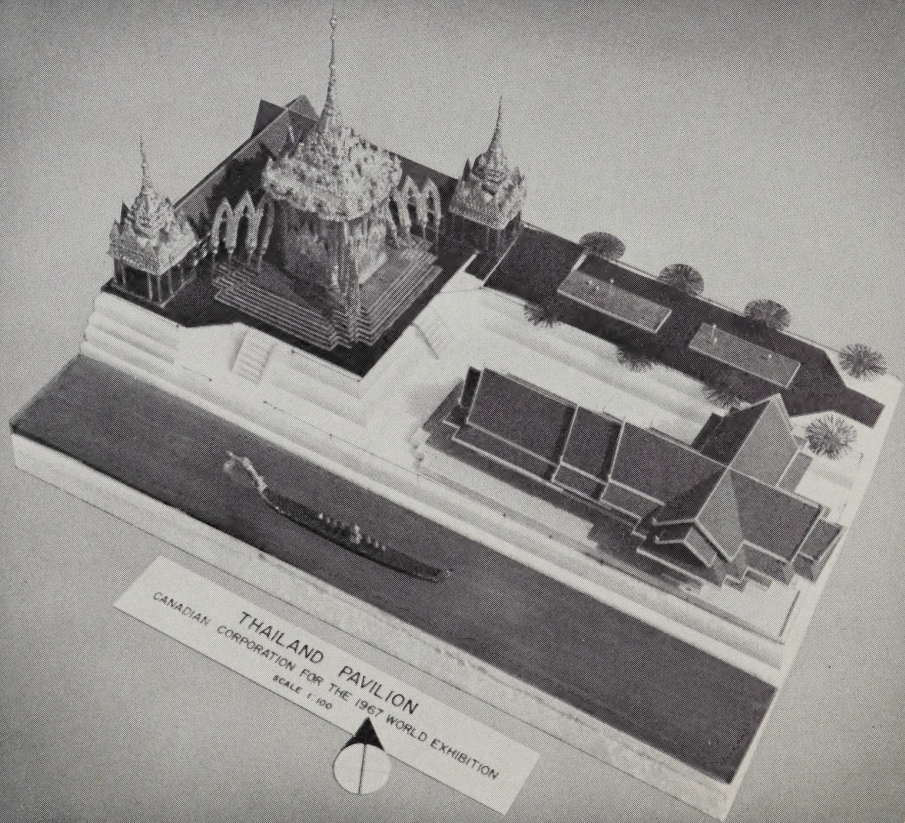 THAILAND PAVILION
CANADIAN CORPORATION FOR THE 1967 WORLD EXHIBITION
SCALE 1:100